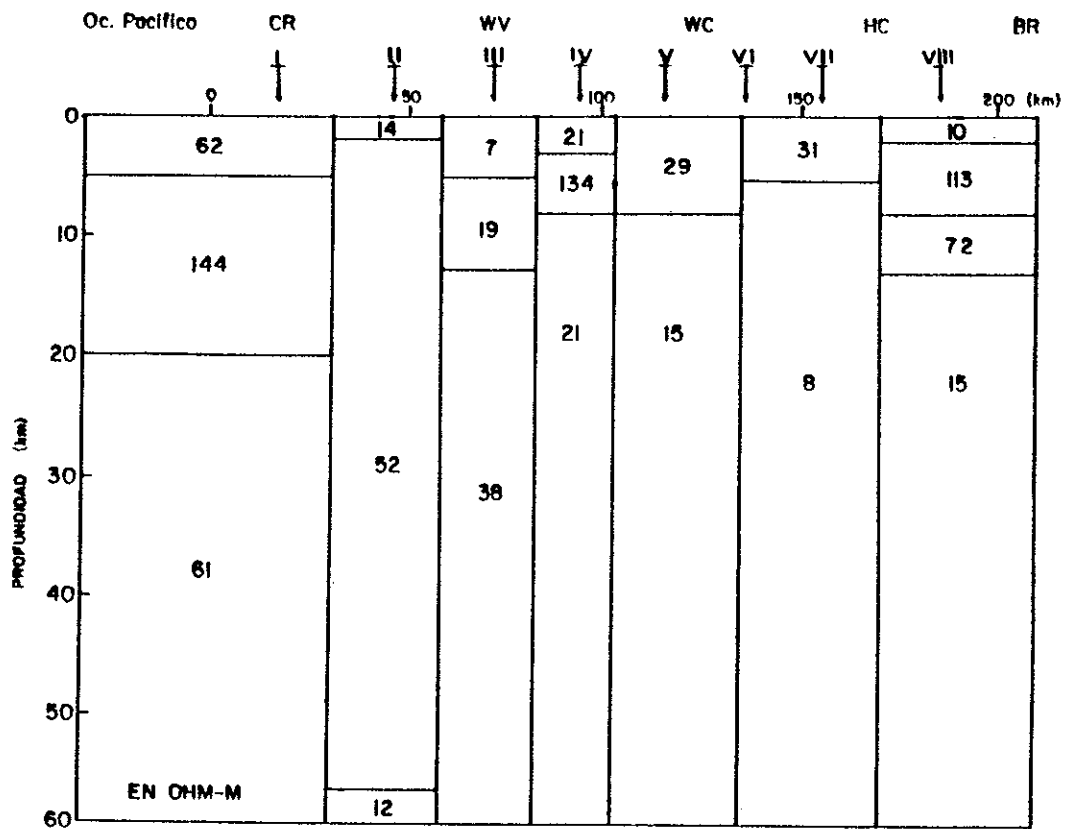 Oc. Pacífico CR WV WC HC BR
I II III IV V VI VII VIII
0 50 100 150 200 (km)
0
14 21 10
62 7 31
29
134 113
10
19 72
144
20
21 15
8 15
30
52
38
PROFUNDIDAD (km)
61
40
50
EN OHM-M
12
60